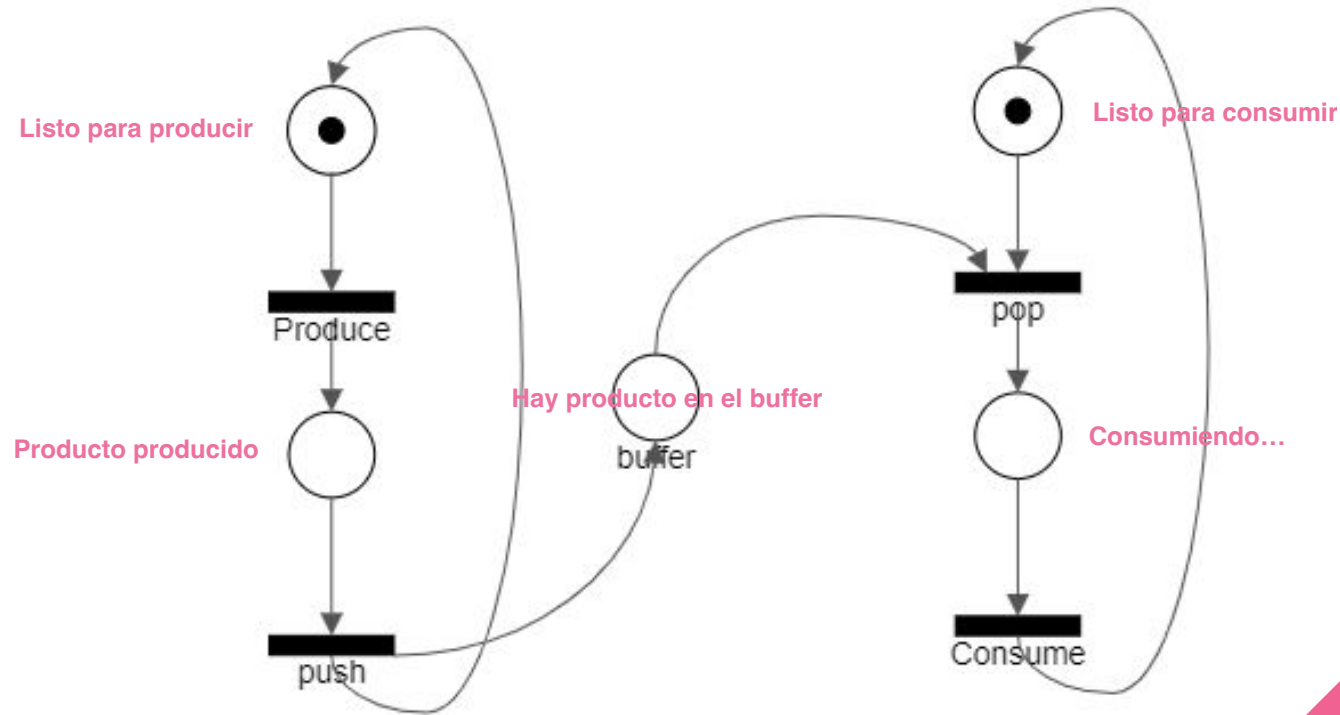 Listo para producir
Produce
Producto producido
push
Hay producto en el buffer
buffer
Listo para consumir
pop
Consumiendo…
Consume